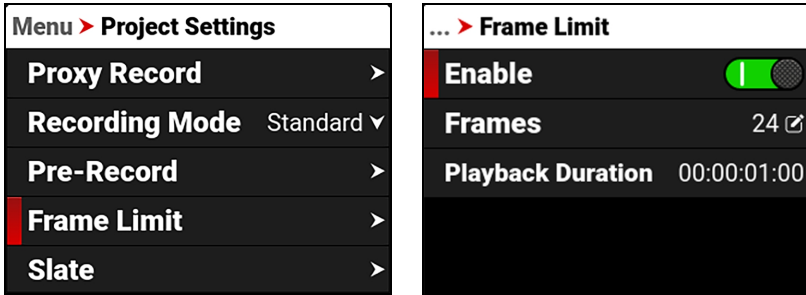 Menu > Project Settings
Proxy Record
Recording Mode Standard
Pre-Record
Frame Limit
Slate
... > Frame Limit
Enable
Frames 24
Playback Duration 00:00:01:00